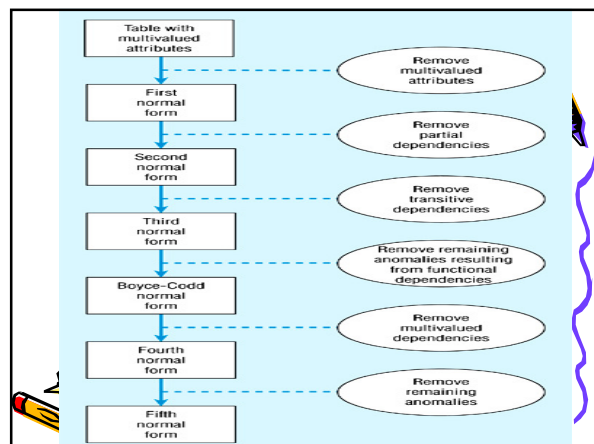 Table with
multivalued
attributes
Remove
multivalued
attributes
First
normal
form
Remove
partial
dependencies
Second
normal
form
Remove
transitive
dependencies
Third
normal
form
Remove remaining
anomalies resulting
from functional
dependencies
Boyce-Codd
normal
form
Remove
multivalued
dependencies
Fourth
normal
form
Remove
remaining
anomalies
Fifth
normal
form